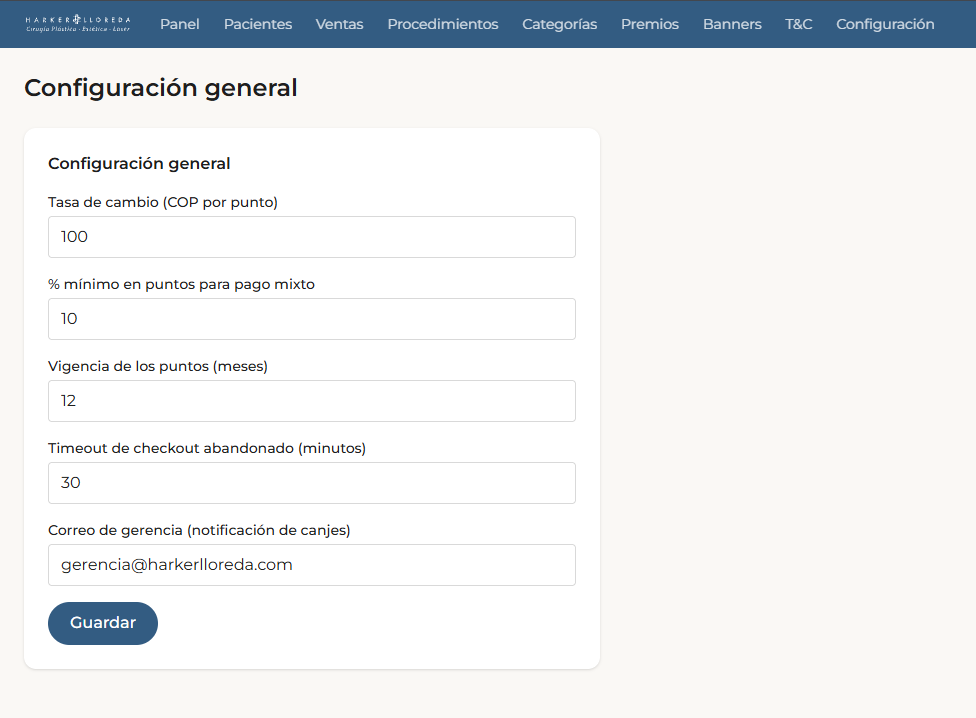 HARKER LLOREDA
Cirugía Plástica · Estética · Láser
Panel
Pacientes
Ventas
Procedimientos
Categorías
Premios
Banners
T&C
Configuración
Configuración general
Configuración general
Tasa de cambio (COP por punto)
100
% mínimo en puntos para pago mixto
10
Vigencia de los puntos (meses)
12
Timeout de checkout abandonado (minutos)
30
Correo de gerencia (notificación de canjes)
gerencia@harkerlloreda.com
Guardar